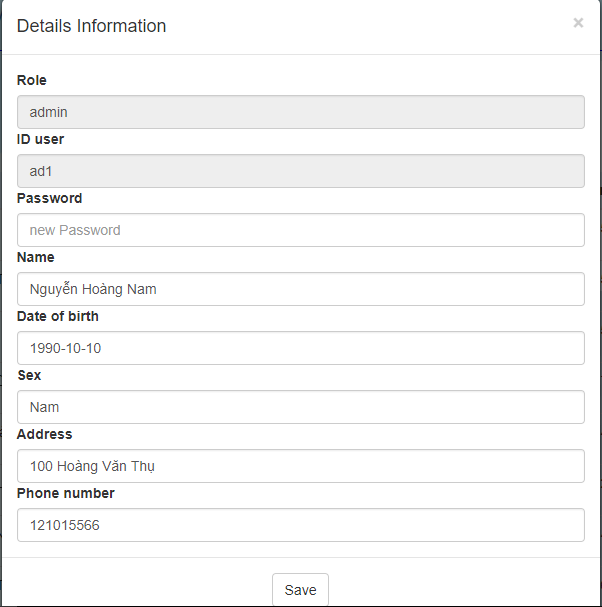 Details Information
×
Role
admin
ID user
ad1
Password
new Password
Name
Nguyễn Hoàng Nam
Date of birth
1990-10-10
Sex
Nam
Address
100 Hoàng Văn Thụ
Phone number
121015566
Save